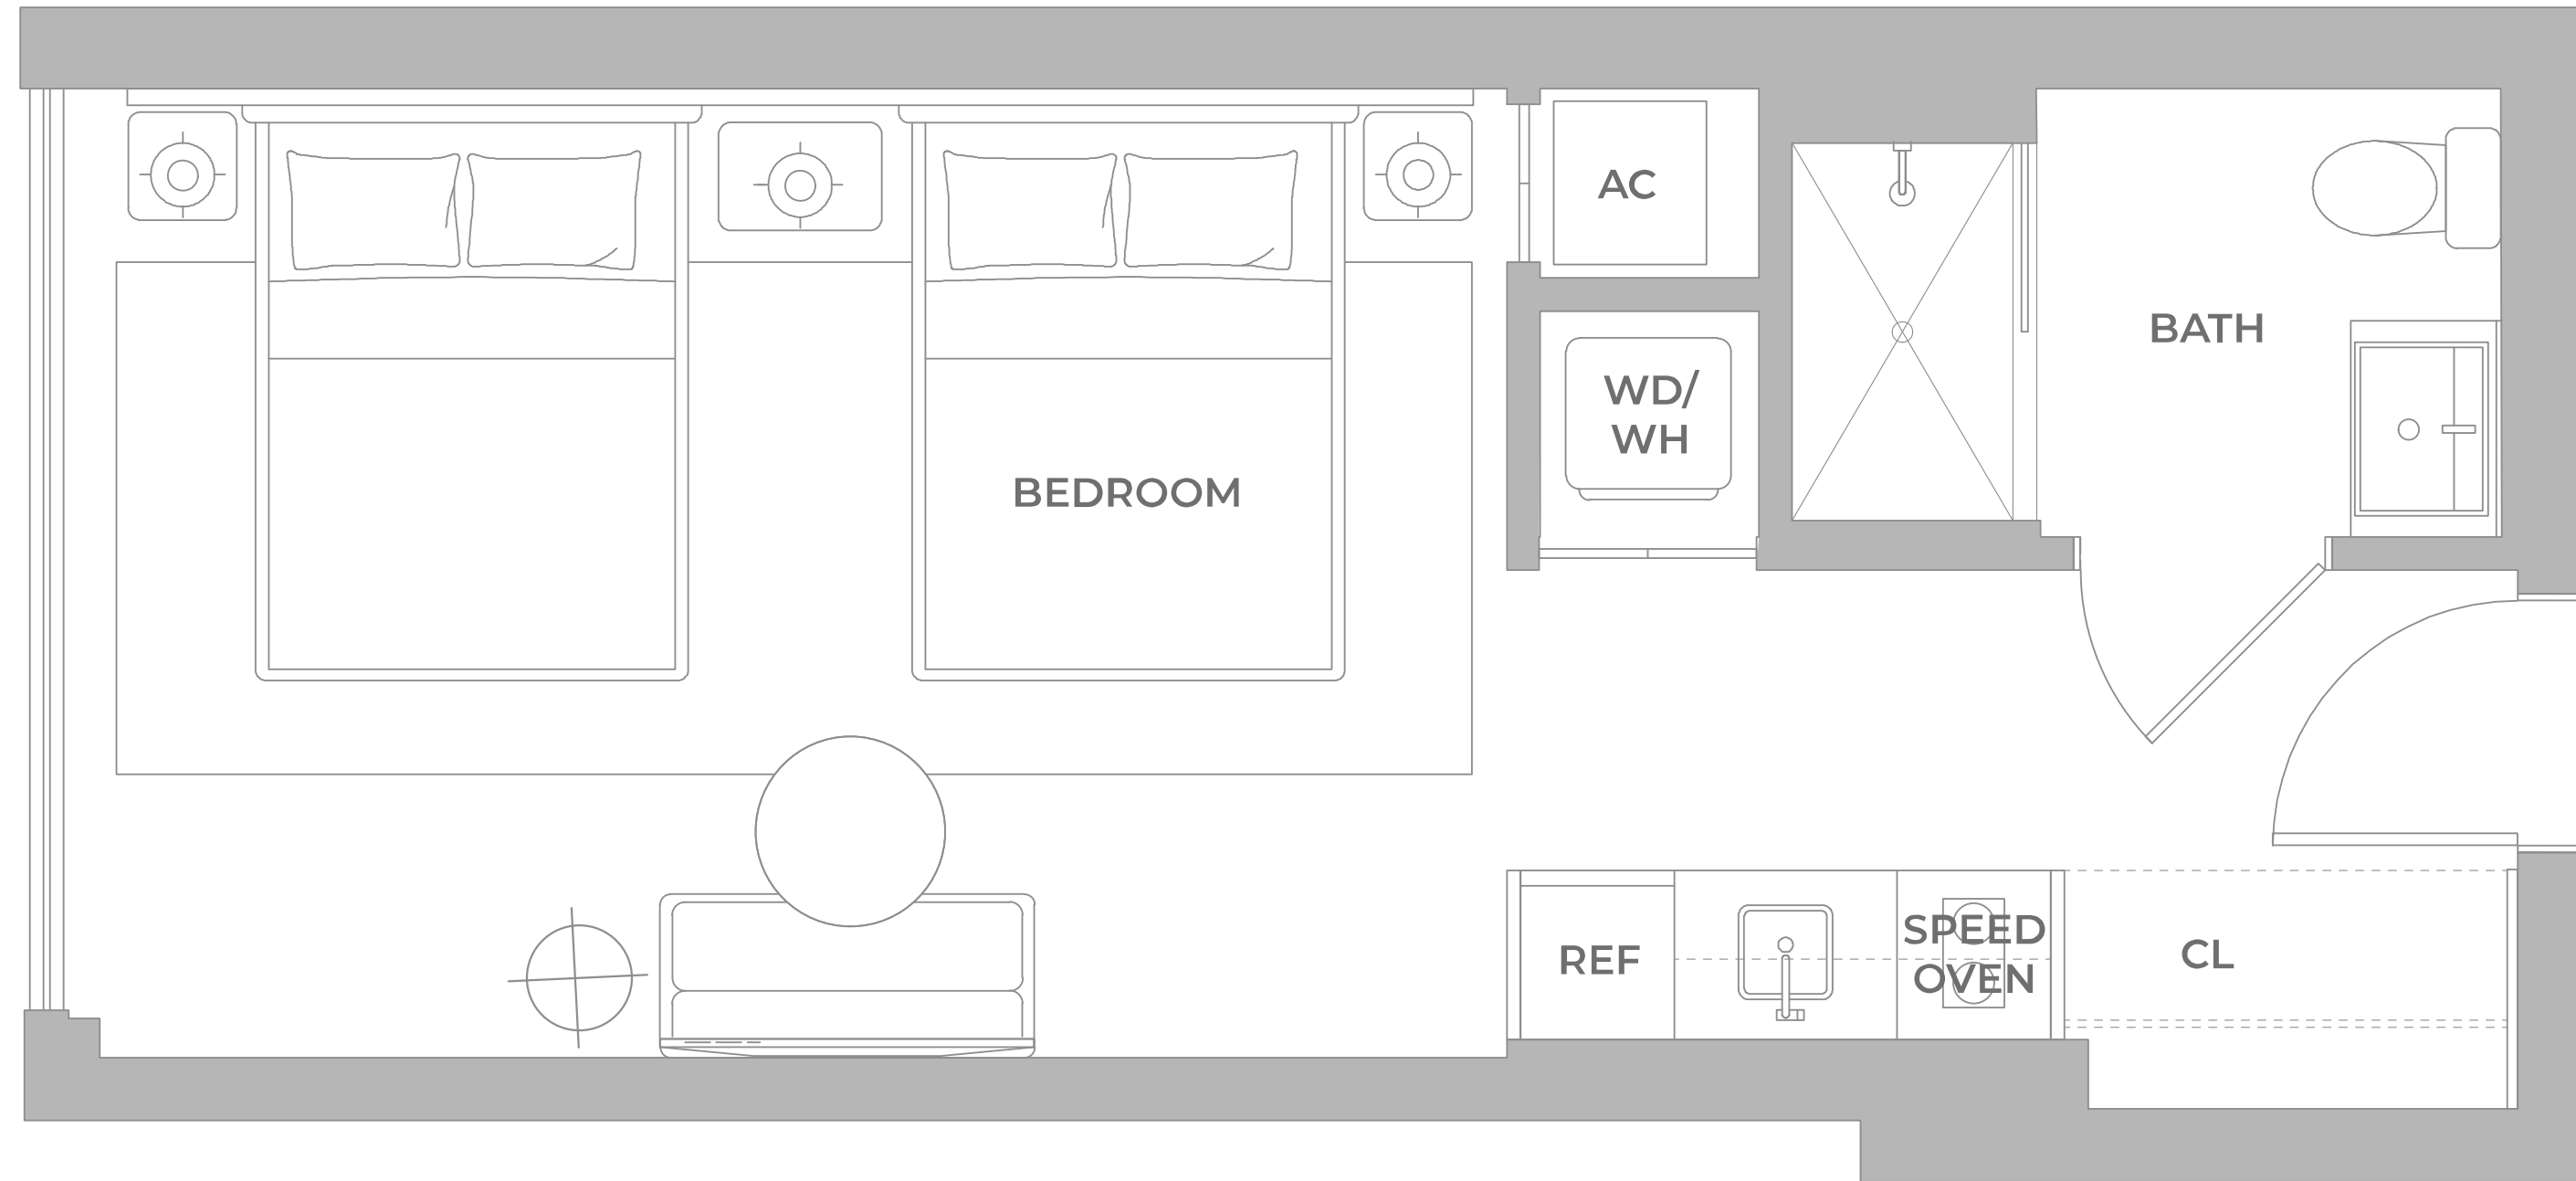 AC
BATH
WD/
WH
BEDROOM
REF
SPEED
OVEN
CL